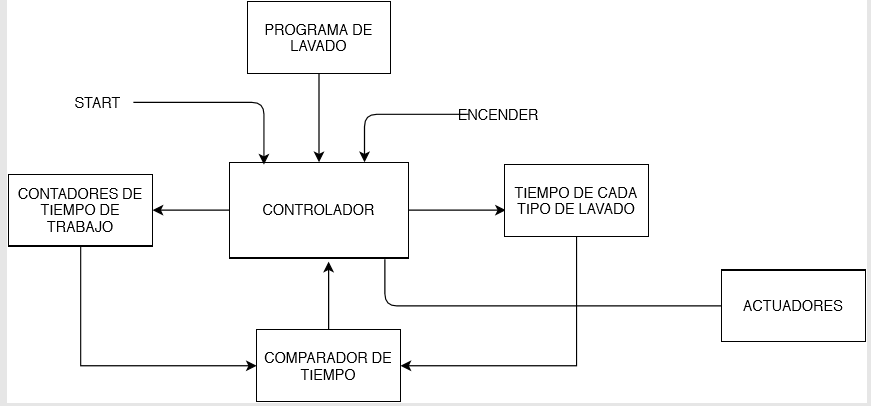 PROGRAMA DE
LAVADO
START
ENCENDER
CONTADORES DE
TIEMPO DE
TRABAJO
CONTROLADOR
TIEMPO DE CADA
TIPO DE LAVADO
ACTUADORES
COMPARADOR DE
TIEMPO